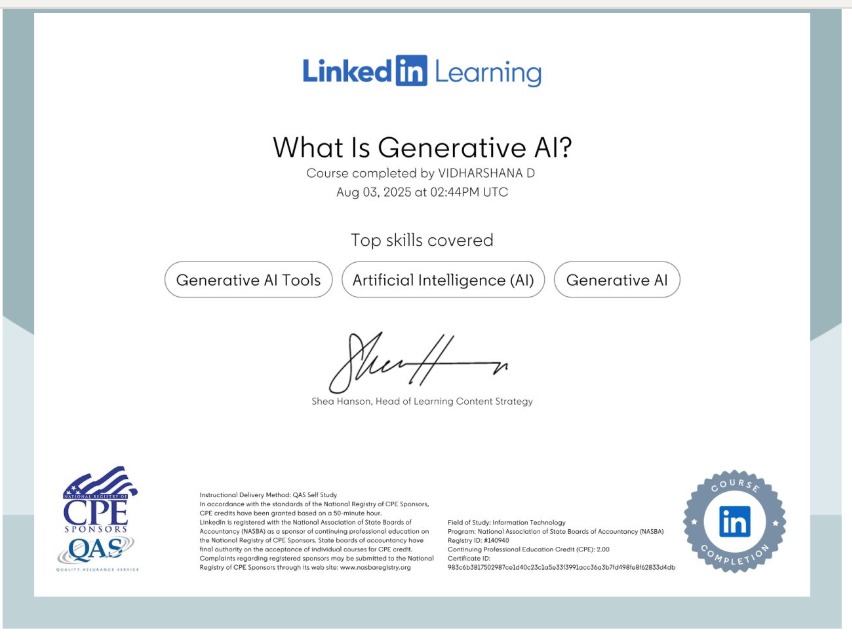 LinkedIn Learning
What Is Generative AI?
Course completed by VIDHARSHANA D
Aug 03, 2025 at 02:44PM UTC
Top skills covered
Generative AI Tools
Artificial Intelligence (AI)
Generative AI
Shea Hanson, Head of Learning Content Strategy
NATIONAL REGISTRY OF
CPE
SPONSORS
QAS
QUALITY ASSURANCE SERVICE
Instructional Delivery Method: QAS Self Study
In accordance with the standards of the National Registry of CPE Sponsors,
CPE credits have been granted based on a 50-minute hour.
LinkedIn is registered with the National Association of State Boards of
Accountancy (NASBA) as a sponsor of continuing professional education on
the National Registry of CPE Sponsors. State boards of accountancy have
final authority on the acceptance of individual courses for CPE credit.
Complaints regarding registered sponsors may be submitted to the National
Registry of CPE Sponsors through its web site: www.nasbaregistry.org
Field of Study: Information Technology
Program: National Association of State Boards of Accountancy (NASBA)
Registry ID: #140940
Continuing Professional Education Credit (CPE): 2.00
Certificate ID:
COURSE
in
COMPLETION